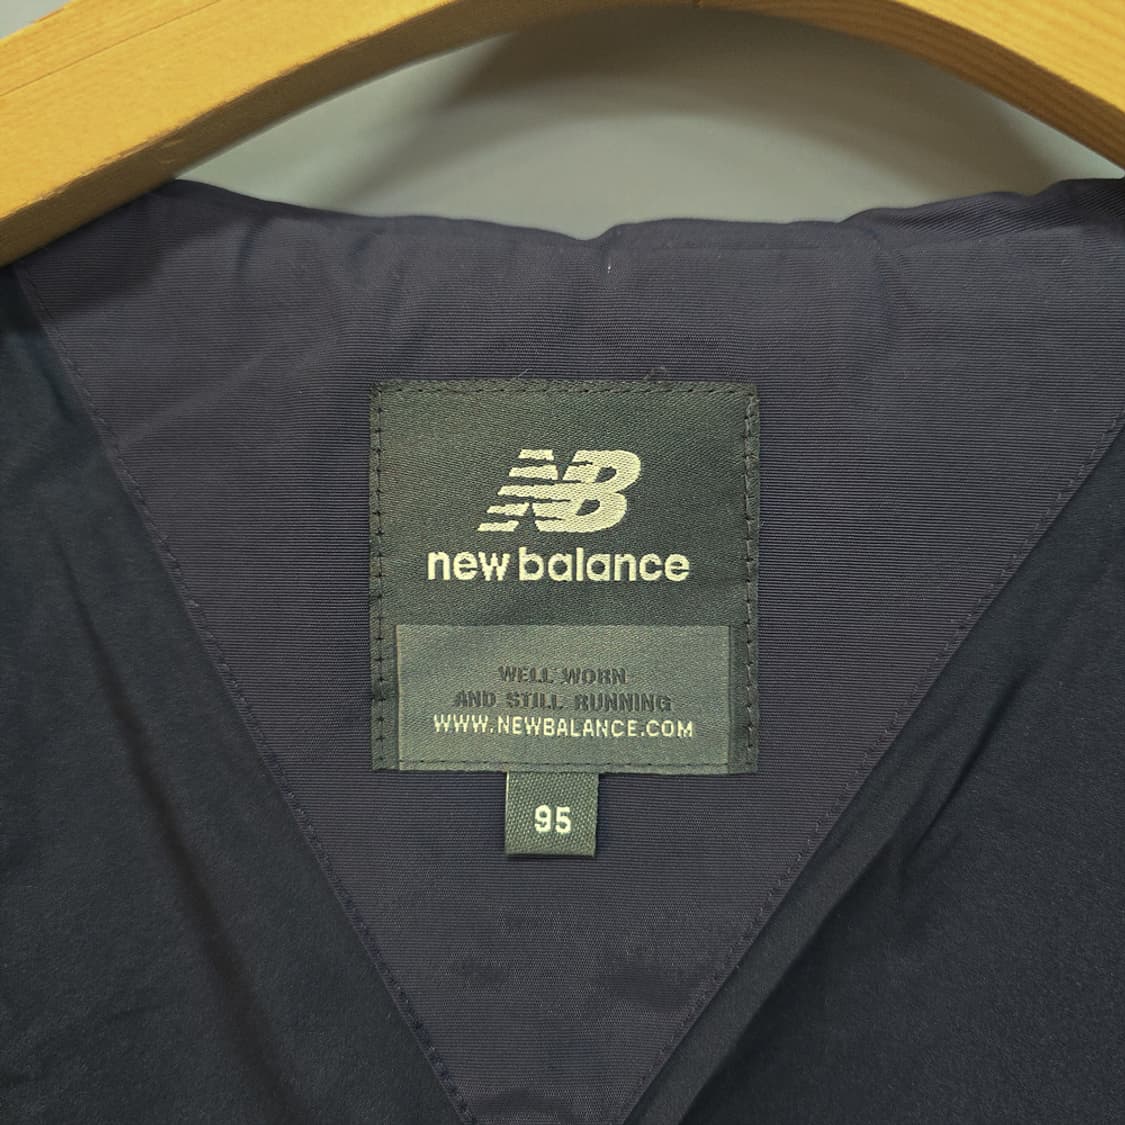 NB
new balance
WELL WORN
AND STILL RUNNING
WWW.NEWBALANCE.COM
95